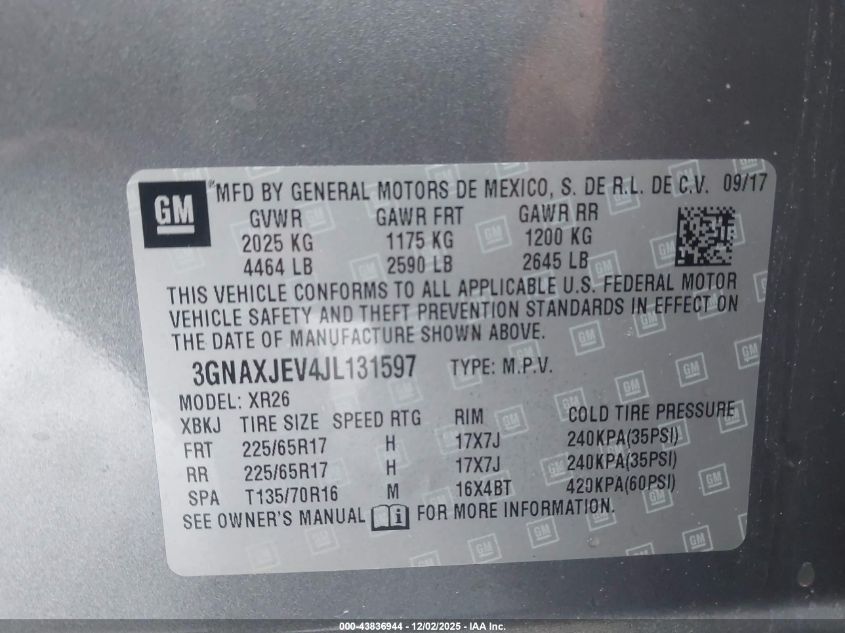 GM
MFD BY GENERAL MOTORS DE MEXICO, S. DE R.L. DE C.V. 09/17
GVWR GAWR FRT GAWR RR
2025 KG 1175 KG 1200 KG
4464 LB 2590 LB 2645 LB
THIS VEHICLE CONFORMS TO ALL APPLICABLE U.S. FEDERAL MOTOR
VEHICLE SAFETY AND THEFT PREVENTION STANDARDS IN EFFECT ON
THE DATE OF MANUFACTURE SHOWN ABOVE.
3GNAXJEV4JL131597 TYPE: M.P.V.
MODEL: XR26
XBKJ TIRE SIZE SPEED RTG RIM COLD TIRE PRESSURE
FRT 225/65R17 H 17X7J 240KPA(35PSI)
RR 225/65R17 H 17X7J 240KPA(35PSI)
SPA T135/70R16 M 16X4BT 420KPA(60PSI)
SEE OWNER'S MANUAL i FOR MORE INFORMATION.
000-43836944 - 12/02/2025 - IAA Inc.